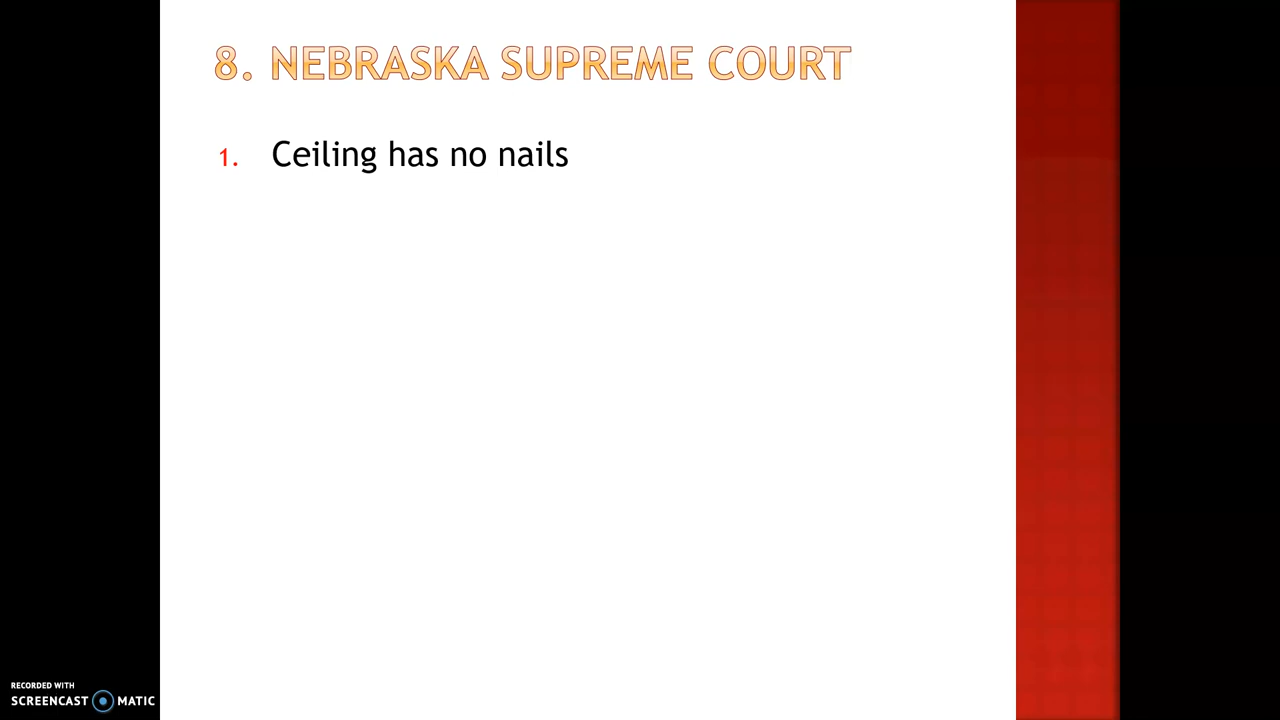 8. NEBRASKA SUPREME COURT
1. Ceiling has no nails
RECORDED WITH
SCREENCAST MATIC